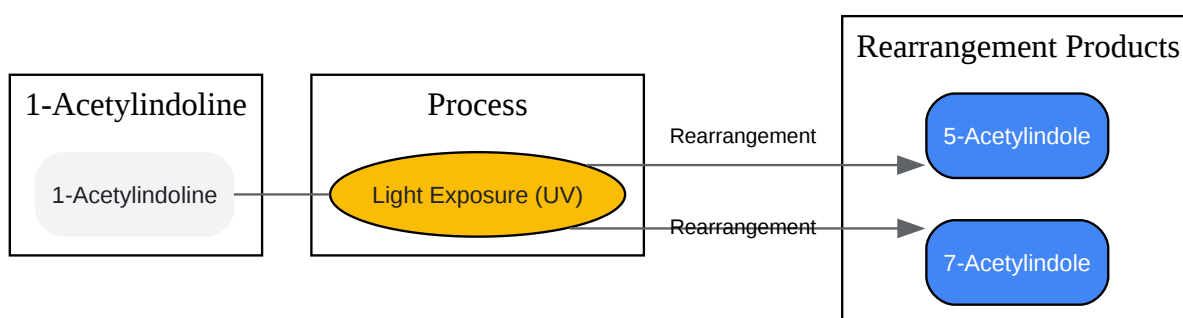 Rearrangement Products
1-Acetylindoline
Process
Rearrangement
5-Acetylindole
1-Acetylindoline
Light Exposure (UV)
Rearrangement
7-Acetylindole